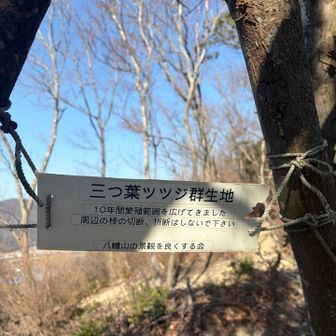 三つ葉ツツジ群生地
10年間繁殖範囲を広げてきました
周辺の枝の切断、折断はしないで下さい
八幡山の景観を良くする会